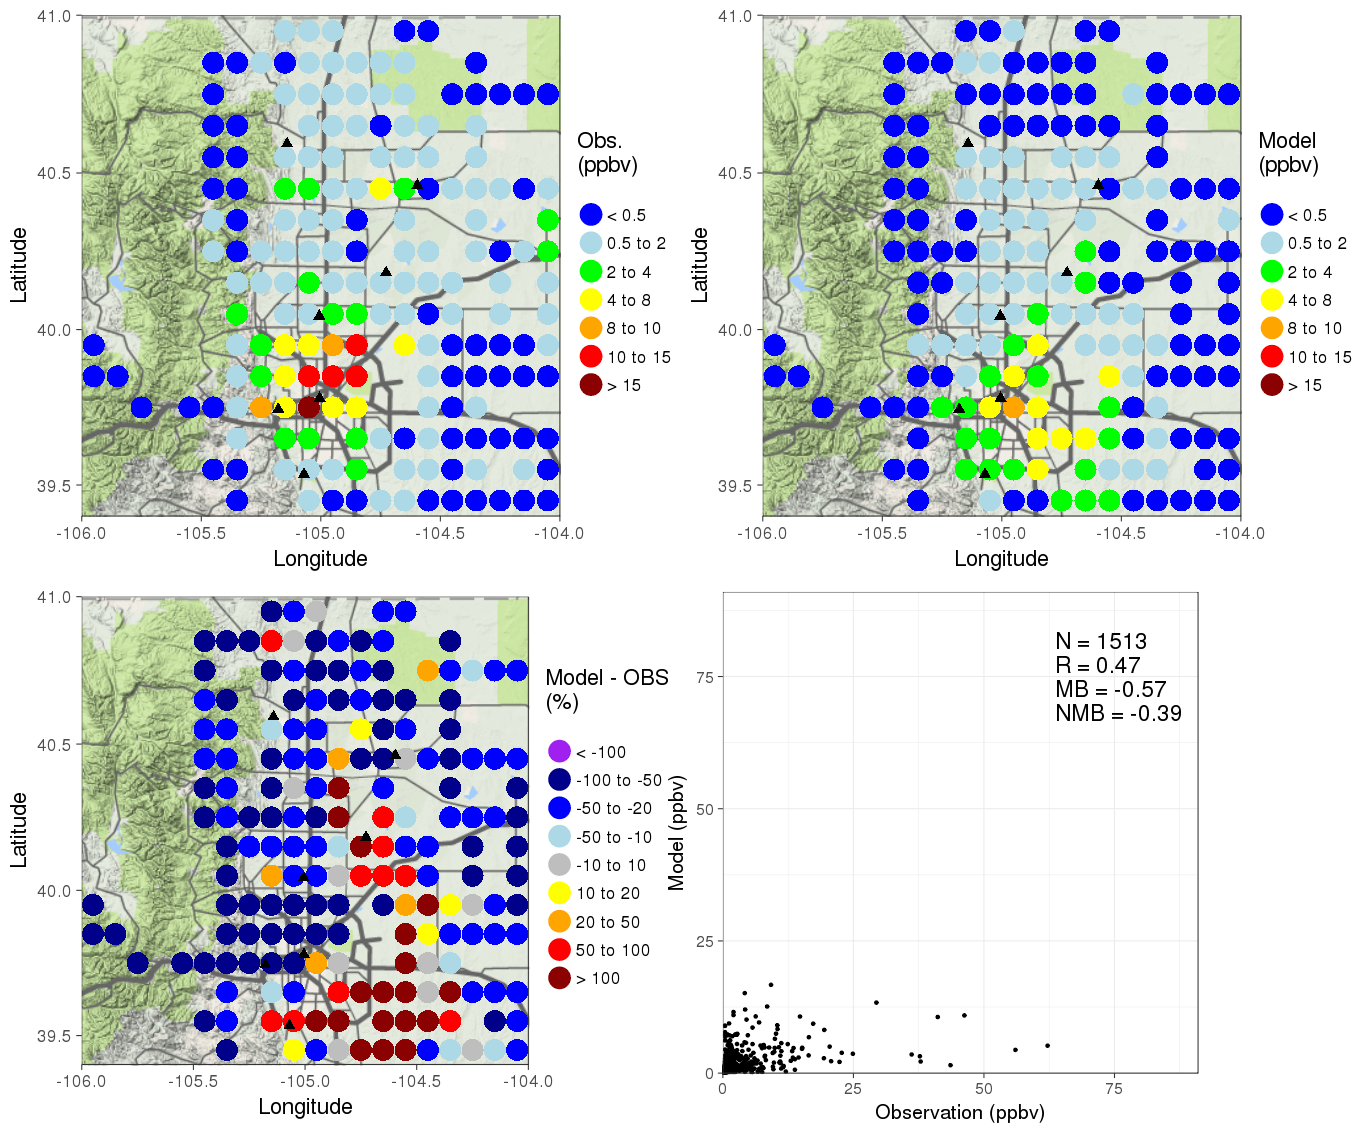 41.0
40.5
40.0
39.5
Latitude
-106.0
-105.5
-105.0
-104.5
-104.0
Longitude
Obs.
(ppbv)
< 0.5
0.5 to 2
2 to 4
4 to 8
8 to 10
10 to 15
> 15
41.0
40.5
40.0
39.5
Latitude
-106.0
-105.5
-105.0
-104.5
-104.0
Longitude
Model
(ppbv)
< 0.5
0.5 to 2
2 to 4
4 to 8
8 to 10
10 to 15
> 15
41.0
40.5
40.0
39.5
Latitude
-106.0
-105.5
-105.0
-104.5
-104.0
Longitude
Model - OBS
(%)
< -100
-100 to -50
-50 to -20
-50 to -10
-10 to 10
10 to 20
20 to 50
50 to 100
> 100
75
50
25
0
Model (ppbv)
0
25
50
75
Observation (ppbv)
N = 1513
R = 0.47
MB = -0.57
NMB = -0.39